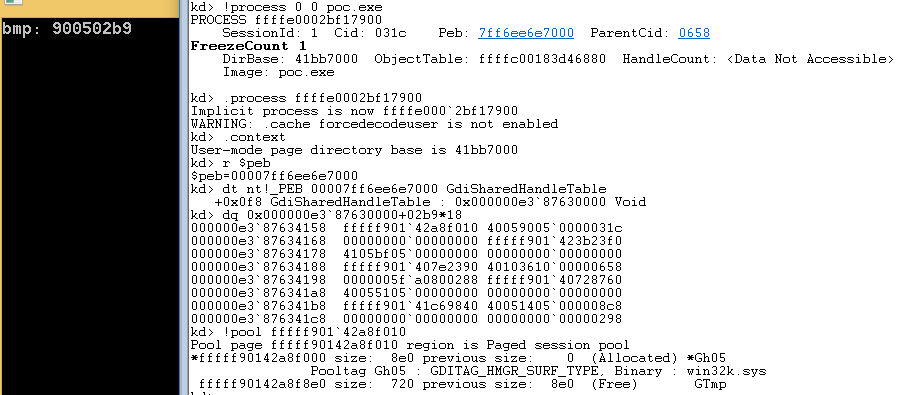 bmp: 900502b9
kd> !process 0 0 poc.exe
PROCESS ffffe0002bf17900
SessionId: 1 Cid: 031c Peb: 7ff6ee6e7000 ParentCid: 0658
FreezeCount 1
DirBase: 41bb7000 ObjectTable: ffffc00183d46880 HandleCount: <Data Not Accessible>
Image: poc.exe
kd> .process ffffe0002bf17900
Implicit process is now ffffe000`2bf17900
WARNING: .cache forcedecodeuser is not enabled
kd> .context
User-mode page directory base is 41bb7000
kd> r $peb
$peb=00007ff6ee6e7000
kd> dt nt!_PEB 00007ff6ee6e7000 GdiSharedHandleTable
+0x0f8 GdiSharedHandleTable : 0x000000e3`87630000 Void
kd> dq 0x000000e3`87630000+02b9*18
000000e3`87634158 fffff901`42a8f010 40059005`0000031c
000000e3`87634168 00000000`00000000 fffff901`423b23f0
000000e3`87634178 4105bf05`00000000 00000000`00000000
000000e3`87634188 fffff901`407e2390 40103610`00000658
000000e3`87634198 0000005f`a0800288 fffff901`40728760
000000e3`876341a8 40055105`00000000 00000000`00000000
000000e3`876341b8 fffff901`41c69840 40051405`000008c8
000000e3`876341c8 00000000`00000000 00000000`00000298
kd> !pool fffff901`42a8f010
Pool page fffff90142a8f010 region is Paged session pool
*fffff90142a8f000 size: 8e0 previous size: 0 (Allocated) *Gh05
Pooltag Gh05 : GDITAG_HMGR_SURF_TYPE, Binary : win32k.sys
fffff90142a8f8e0 size: 720 previous size: 8e0 (Free) GTmp